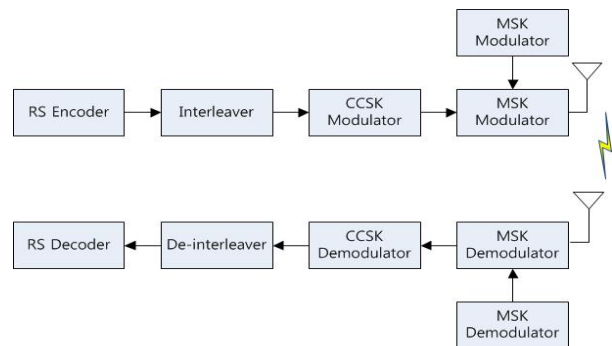 MSK
Modulator
RS Encoder
Interleaver
CCSK
Modulator
MSK
Modulator
RS Decoder
De-interleaver
CCSK
Demodulator
MSK
Demodulator
MSK
Demodulator